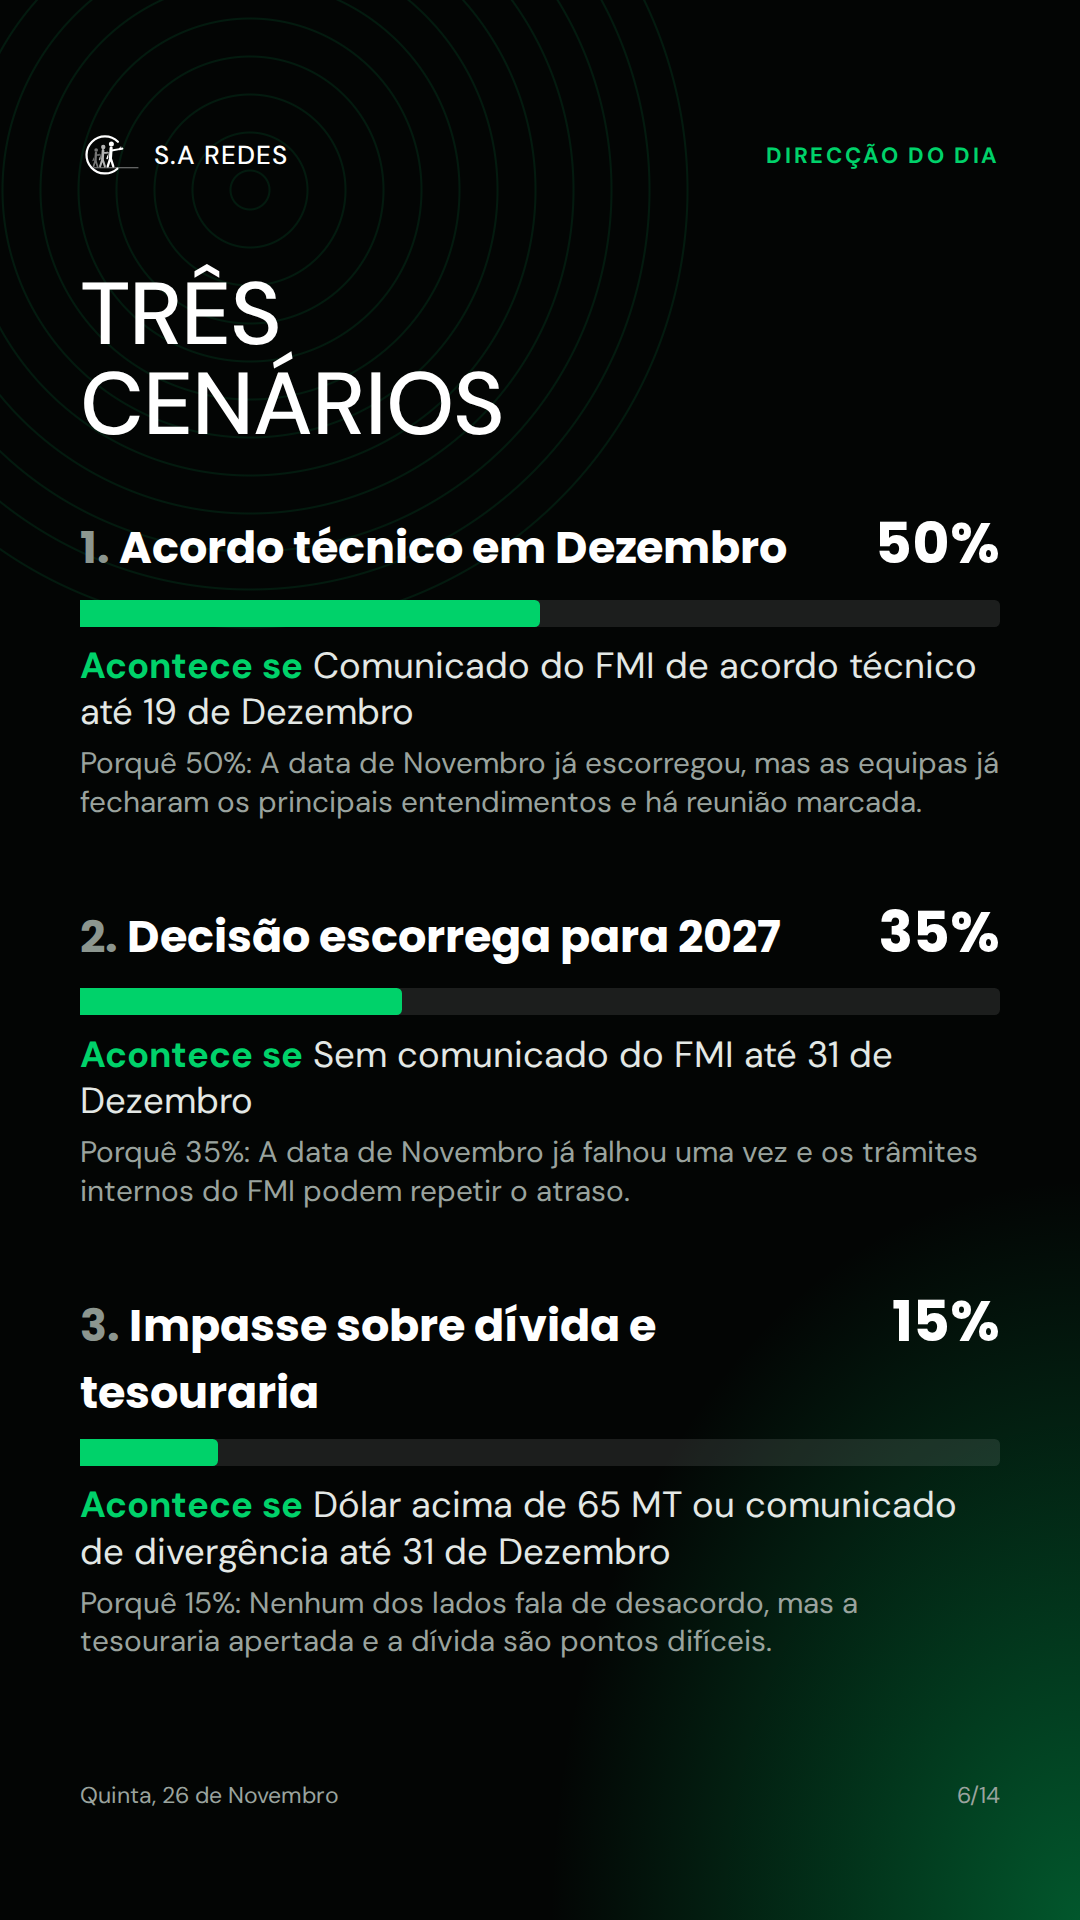 S.A REDES
DIRECÇÃO DO DIA
TRÊS
CENÁRIOS
1. Acordo técnico em Dezembro 50%
Acontece se Comunicado do FMI de acordo técnico
até 19 de Dezembro
Porquê 50%: A data de Novembro já escorregou, mas as equipas já
fecharam os principais entendimentos e há reunião marcada.
2. Decisão escorrega para 2027 35%
Acontece se Sem comunicado do FMI até 31 de
Dezembro
Porquê 35%: A data de Novembro já falhou uma vez e os trâmites
internos do FMI podem repetir o atraso.
3. Impasse sobre dívida e 15%
tesouraria
Acontece se Dólar acima de 65 MT ou comunicado
de divergência até 31 de Dezembro
Porquê 15%: Nenhum dos lados fala de desacordo, mas a
tesouraria apertada e a dívida são pontos difíceis.
Quinta, 26 de Novembro
6/14